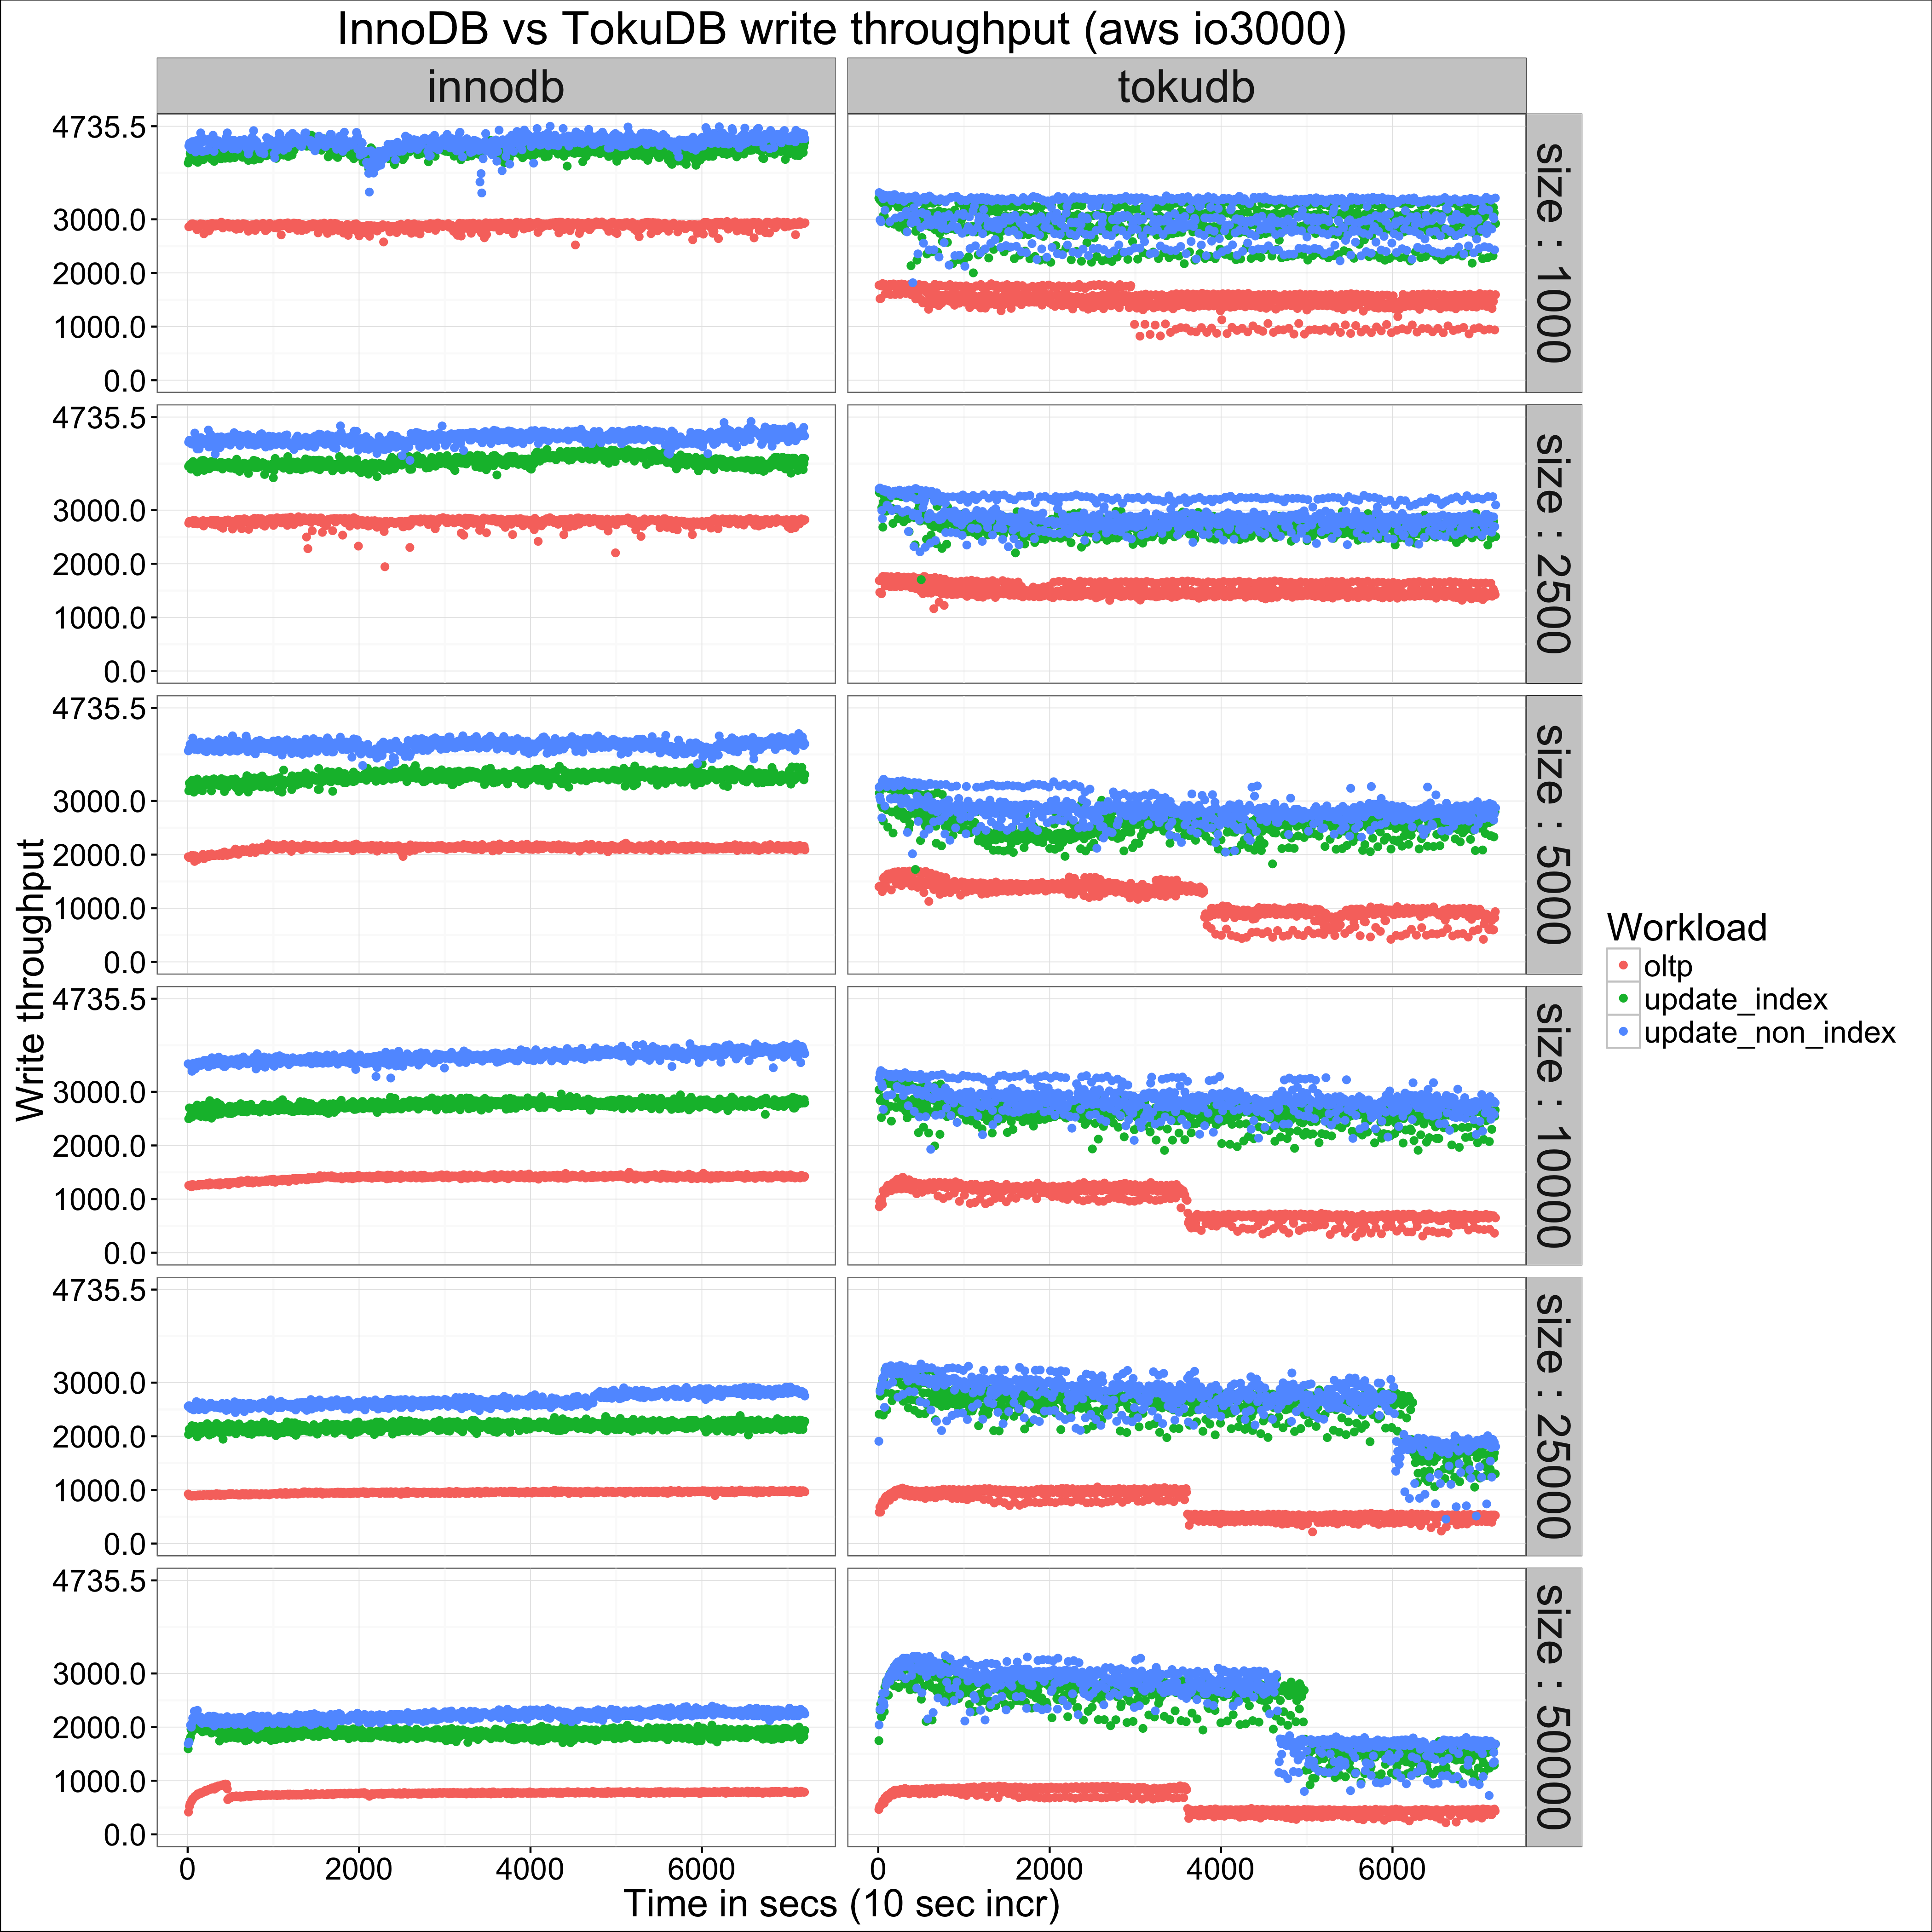 InnoDB vs TokuDB write throughput (aws io3000)
innodb
tokudb
4735.5
3000.0
2000.0
1000.0
0.0
size : 1000
4735.5
3000.0
2000.0
1000.0
0.0
size : 2500
4735.5
3000.0
2000.0
1000.0
0.0
size : 5000
4735.5
3000.0
2000.0
1000.0
0.0
size : 10000
4735.5
3000.0
2000.0
1000.0
0.0
size : 25000
4735.5
3000.0
2000.0
1000.0
0.0
size : 50000
Write throughput
0 2000 4000 6000
0 2000 4000 6000
Time in secs (10 sec incr)
Workload
oltp
update_index
update_non_index